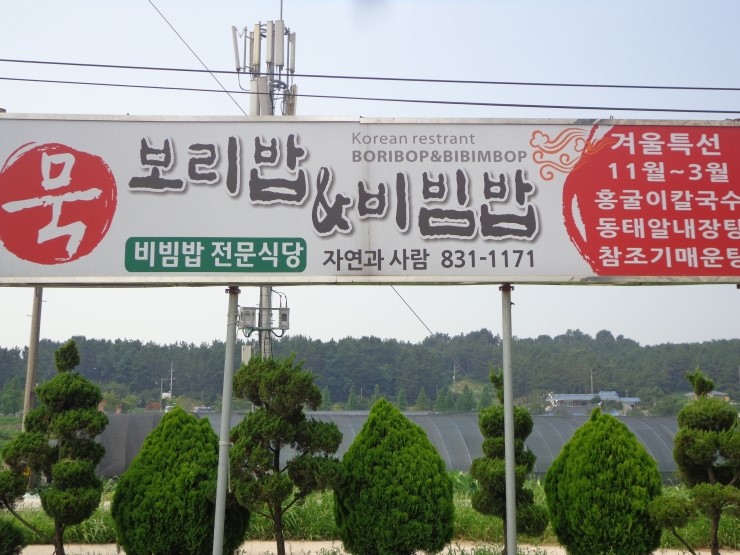 묵
보리밥
Korean restrant
BORIBOP&BIBIMBOP
&비빔밥
비빔밥 전문식당
자연과 사람 831-1171
겨울특선
11월~3월
홍굴이칼국수
동태알내장탕
참조기매운탕